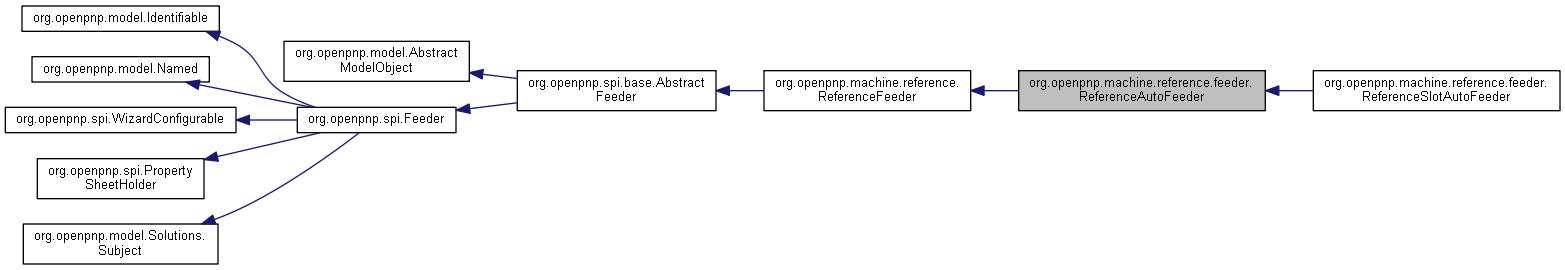 org.openpnp.model.Identifiable
org.openpnp.model.Named
org.openpnp.spi.WizardConfigurable
org.openpnp.spi.Property
SheetHolder
org.openpnp.model.Solutions.
Subject
org.openpnp.model.Abstract
ModelObject
org.openpnp.spi.Feeder
org.openpnp.spi.base.Abstract
Feeder
org.openpnp.machine.reference.
ReferenceFeeder
org.openpnp.machine.reference.feeder.
ReferenceAutoFeeder
org.openpnp.machine.reference.feeder.
ReferenceSlotAutoFeeder